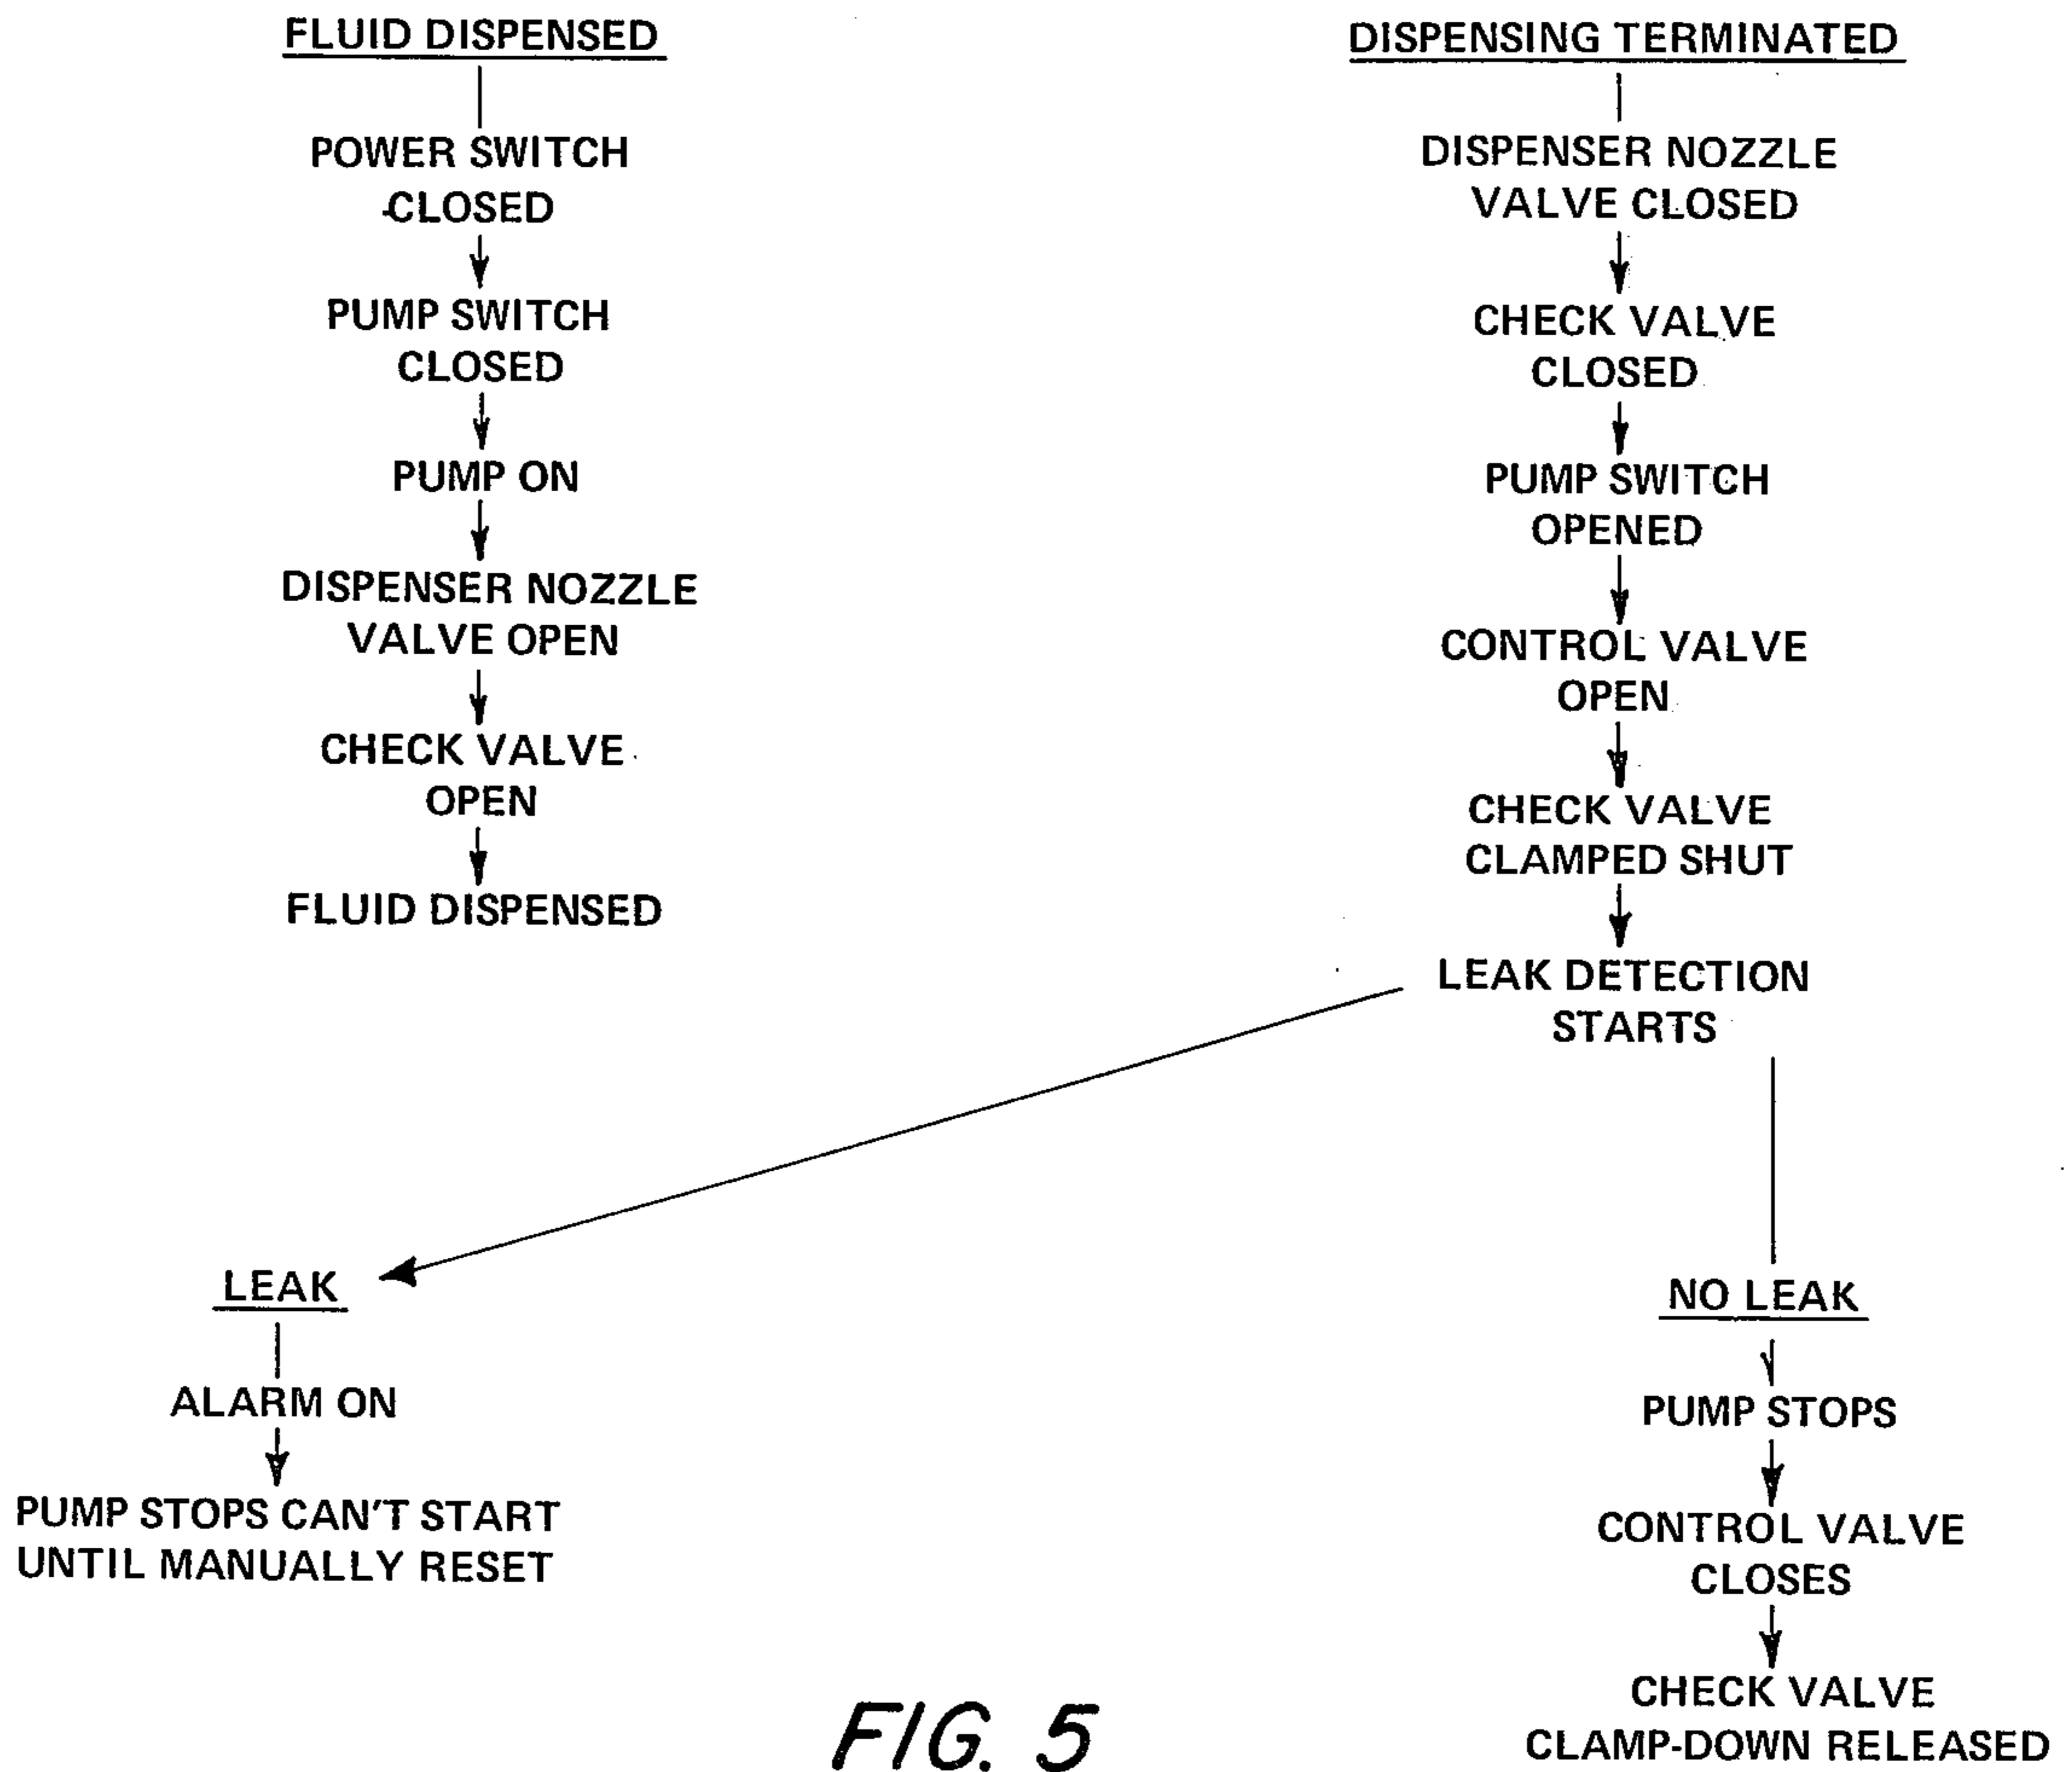 FLUID DISPENSED
POWER SWITCH
CLOSED
PUMP SWITCH
CLOSED
PUMP ON
DISPENSER NOZZLE
VALVE OPEN
CHECK VALVE
OPEN
FLUID DISPENSED
DISPENSING TERMINATED
DISPENSER NOZZLE
VALVE CLOSED
CHECK VALVE
CLOSED
PUMP SWITCH
OPENED
CONTROL VALVE
OPEN
CHECK VALVE
CLAMPED SHUT
LEAK DETECTION
STARTS
LEAK
ALARM ON
PUMP STOPS CAN'T START
UNTIL MANUALLY RESET
NO LEAK
PUMP STOPS
CONTROL VALVE
CLOSES
CHECK VALVE
CLAMP-DOWN RELEASED
FIG. 5